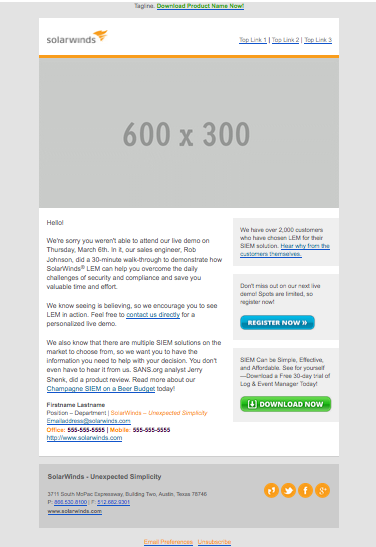 Tagline. Download Product Name Now!
solarwinds
Top Link 1 | Top Link 2 | Top Link 3
600 x 300
Hello!
We're sorry you weren't able to attend our live demo on
Thursday, March 6th. In it, our sales engineer, Rob
Johnson, did a 30-minute walk-through to demonstrate how
SolarWinds® LEM can help you overcome the daily
challenges of security and compliance and save you
valuable time and effort.
We know seeing is believing, so we encourage you to see
LEM in action. Feel free to contact us directly for a
personalized live demo.
We also know that there are multiple SIEM solutions on the
market to choose from, so we want you to have the
information you need to help with your decision. You don't
even have to hear it from us. SANS.org analyst Jerry
Shenk, did a product review. Read more about our
Champagne SIEM on a Beer Budget today!
Firstname Lastname
Position – Department | SolarWinds – Unexpected Simplicity
Emailaddress@solarwinds.com
Office: 555-555-5555 | Mobile: 555-555-5555
http://www.solarwinds.com
We have over 2,000 customers
who have chosen LEM for their
SIEM solution. Hear why from the
customers themselves.
Don't miss out on our next live
demo! Spots are limited, so
register now!
REGISTER NOW »
SIEM Can be Simple, Effective,
and Affordable. See for yourself
—Download a Free 30-day trial of
Log & Event Manager Today!
DOWNLOAD NOW
SolarWinds - Unexpected Simplicity
3711 South MoPac Expressway, Building Two, Austin, Texas 78746
P: 866.530.8100 | F: 512.682.9301
www.solarwinds.com
Email Preferences Unsubscribe